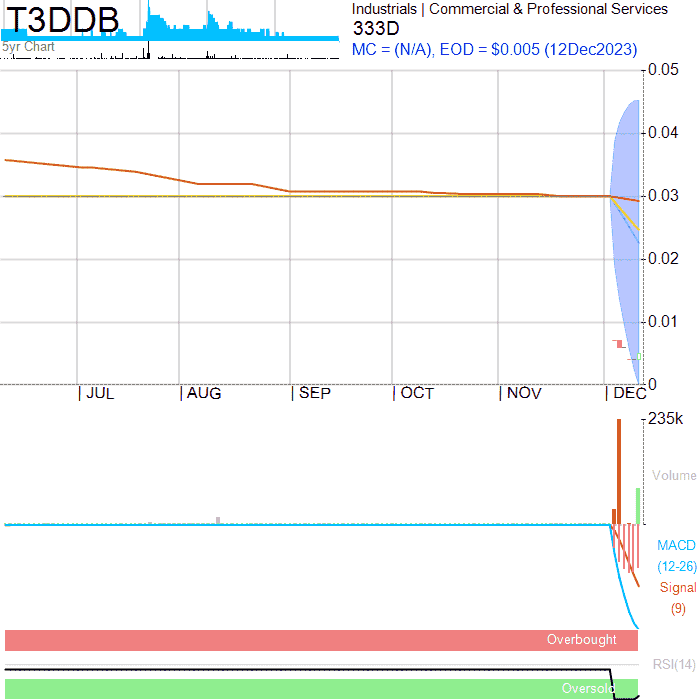 T3DDB
5yr Chart
Industrials | Commercial & Professional Services
333D
MC = (N/A), EOD = $0.005 (12Dec2023)
0.05
0.04
0.03
0.02
0.01
0
JUL
AUG
SEP
OCT
NOV
DEC
235k
Volume
MACD
(12-26)
Signal
(9)
Overbought
RSI(14)
Oversold